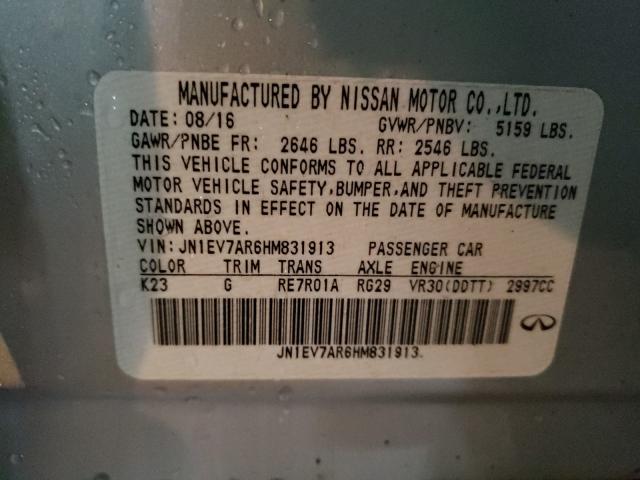 MANUFACTURED BY NISSAN MOTOR CO.,LTD.
DATE: 08/16 GVWR/PNBV: 5159 LBS.
GAWR/PNBE FR: 2646 LBS. RR: 2546 LBS.
THIS VEHICLE CONFORMS TO ALL APPLICABLE FEDERAL
MOTOR VEHICLE SAFETY,BUMPER,AND THEFT PREVENTION
STANDARDS IN EFFECT ON THE DATE OF MANUFACTURE
SHOWN ABOVE.
VIN: JN1EV7AR6HM831913 PASSENGER CAR
COLOR TRIM TRANS AXLE ENGINE
K23 G RE7R01A RG29 VR30(DDTT) 2997CC
JN1EV7AR6HM831913